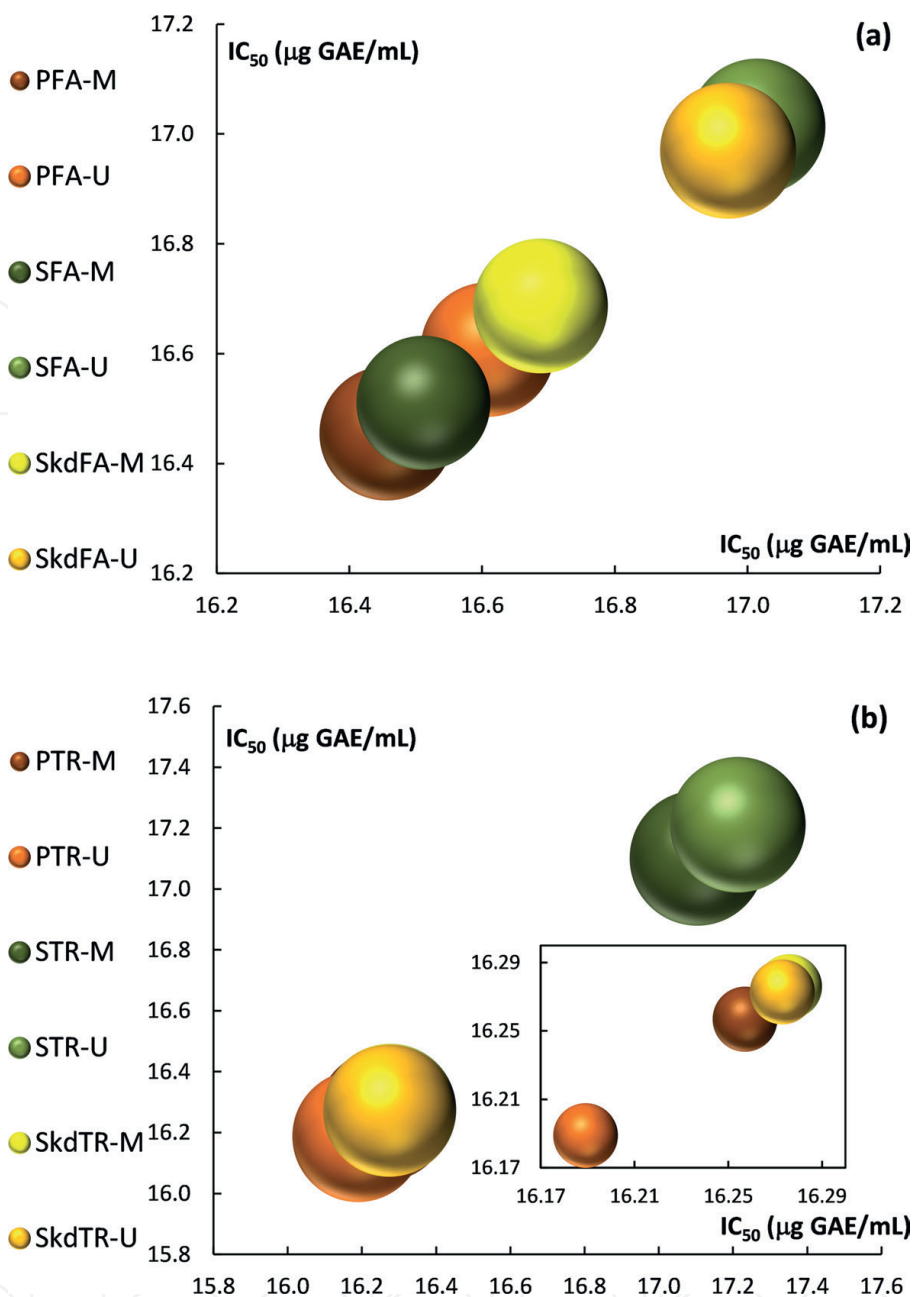 (a)
IC50 (μg GAE/mL)
PFA-M
PFA-U
SFA-M
SFA-U
SkdFA-M
SkdFA-U
17.2
17.0
16.8
16.6
16.4
16.2
IC50 (μg GAE/mL)
16.2 16.4 16.6 16.8 17.0 17.2
(b)
IC50 (μg GAE/mL)
PTR-M
PTR-U
STR-M
STR-U
SkdTR-M
SkdTR-U
17.6
17.4
17.2
17.0
16.8
16.6
16.4
16.2
16.0
15.8
16.29
16.25
16.21
16.17
16.17 16.21 16.25 16.29
IC50 (μg GAE/mL)
15.8 16.0 16.2 16.4 16.6 16.8 17.0 17.2 17.4 17.6